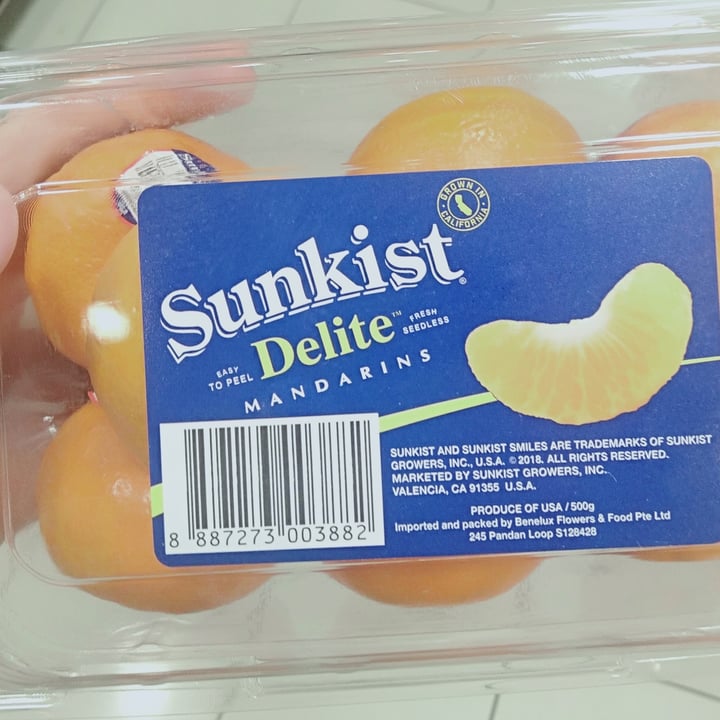 GROWN IN
CALIFORNIA
Sunkist®
Delite™
EASY
TO PEEL
FRESH
SEEDLESS
MANDARINS
SUNKIST AND SUNKIST SMILES ARE TRADEMARKS OF SUNKIST
GROWERS, INC., U.S.A. © 2018. ALL RIGHTS RESERVED.
MARKETED BY SUNKIST GROWERS, INC.
VALENCIA, CA 91355 U.S.A.
PRODUCE OF USA / 500g
Imported and packed by Benelux Flowers & Food Pte Ltd
245 Pandan Loop S128428
8 887273 003882